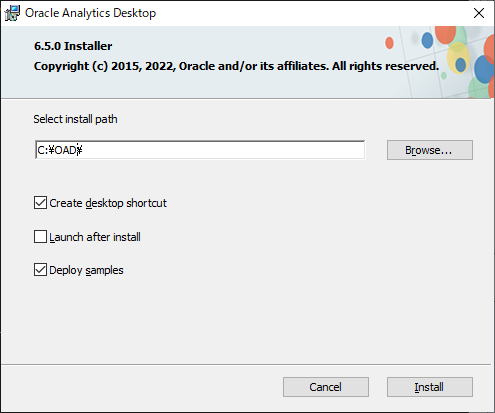 Oracle Analytics Desktop
6.5.0 Installer
Copyright (c) 2015, 2022, Oracle and/or its affiliates. All rights reserved.
Select install path
C:¥OAD¥
Browse...
Create desktop shortcut
Launch after install
Deploy samples
Cancel
Install